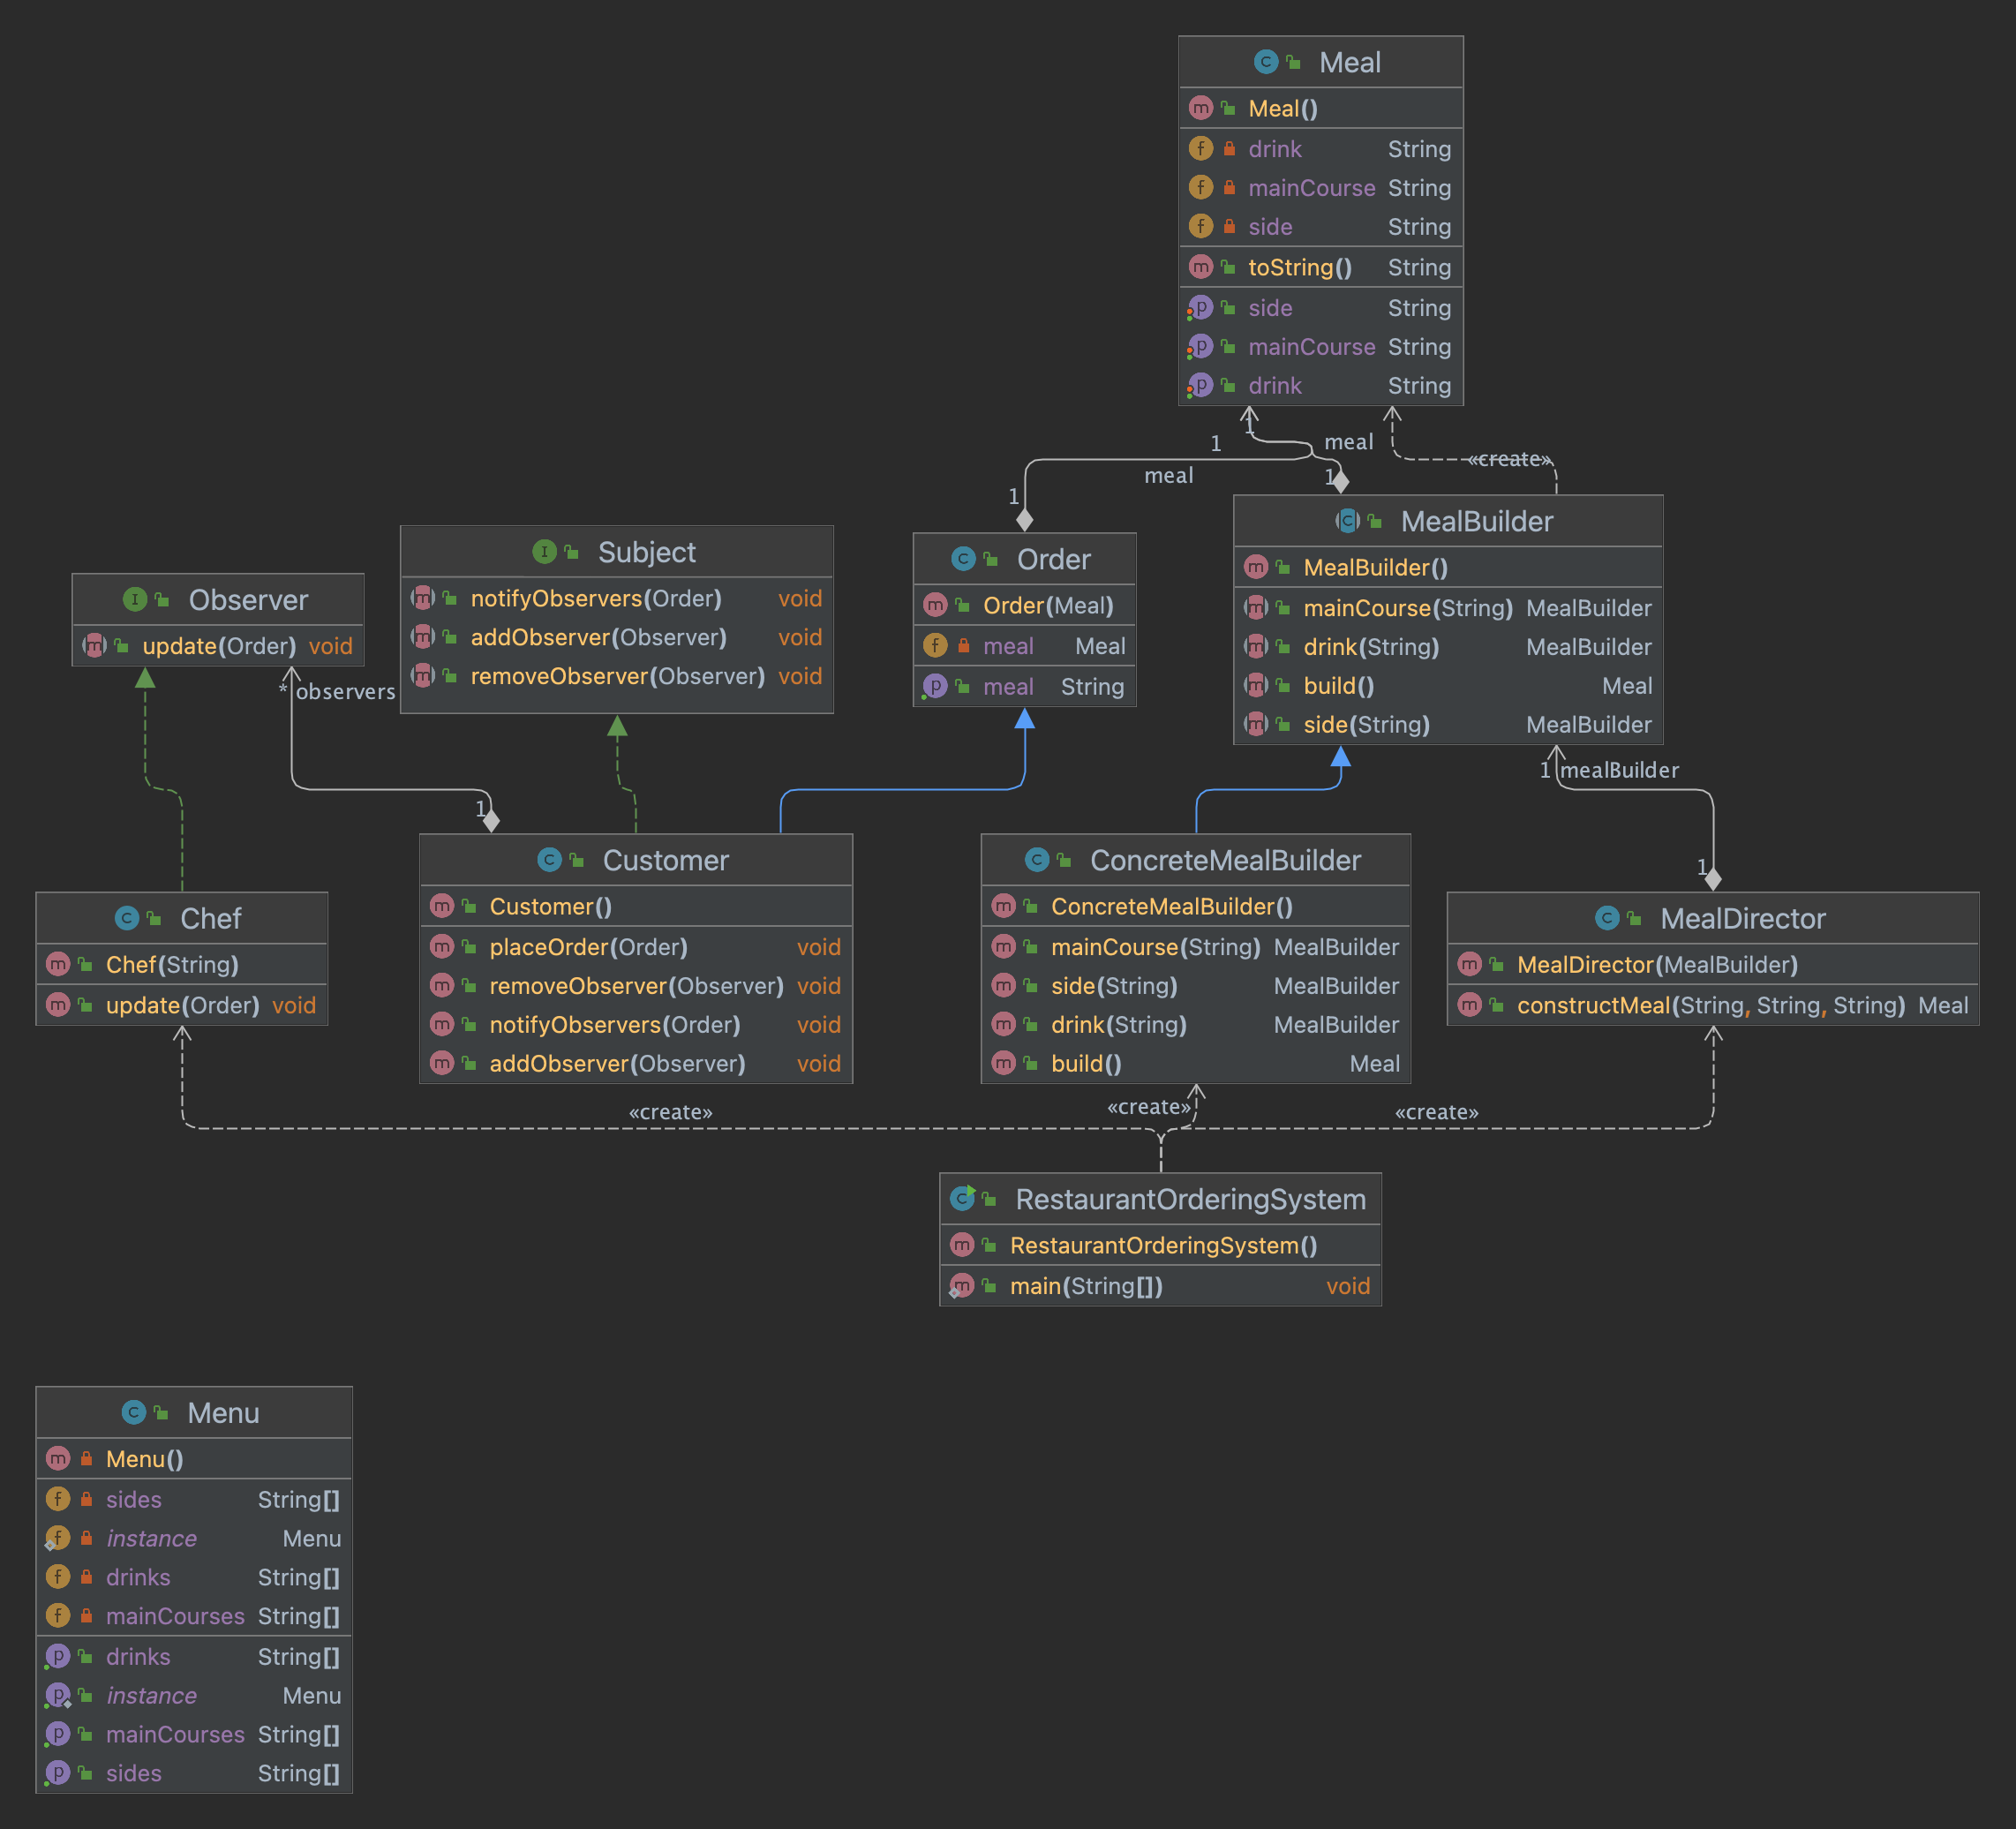 Meal
Meal()
drink String
mainCourse String
side String
toString() String
side String
mainCourse String
drink String
1
1 meal
meal
«create»
1
1
MealBuilder
MealBuilder()
mainCourse(String) MealBuilder
drink(String) MealBuilder
build() Meal
side(String) MealBuilder
Order
Order(Meal)
meal Meal
meal String
Subject
notifyObservers(Order) void
addObserver(Observer) void
removeObserver(Observer) void
Observer
update(Order) void
* observers
1
1 mealBuilder
1
Customer
Customer()
placeOrder(Order) void
removeObserver(Observer) void
notifyObservers(Order) void
addObserver(Observer) void
ConcreteMealBuilder
ConcreteMealBuilder()
mainCourse(String) MealBuilder
side(String) MealBuilder
drink(String) MealBuilder
build() Meal
Chef
Chef(String)
update(Order) void
MealDirector
MealDirector(MealBuilder)
constructMeal(String, String, String) Meal
«create» «create» «create»
RestaurantOrderingSystem
RestaurantOrderingSystem()
main(String[]) void
Menu
Menu()
sides String[]
instance Menu
drinks String[]
mainCourses String[]
drinks String[]
instance Menu
mainCourses String[]
sides String[]